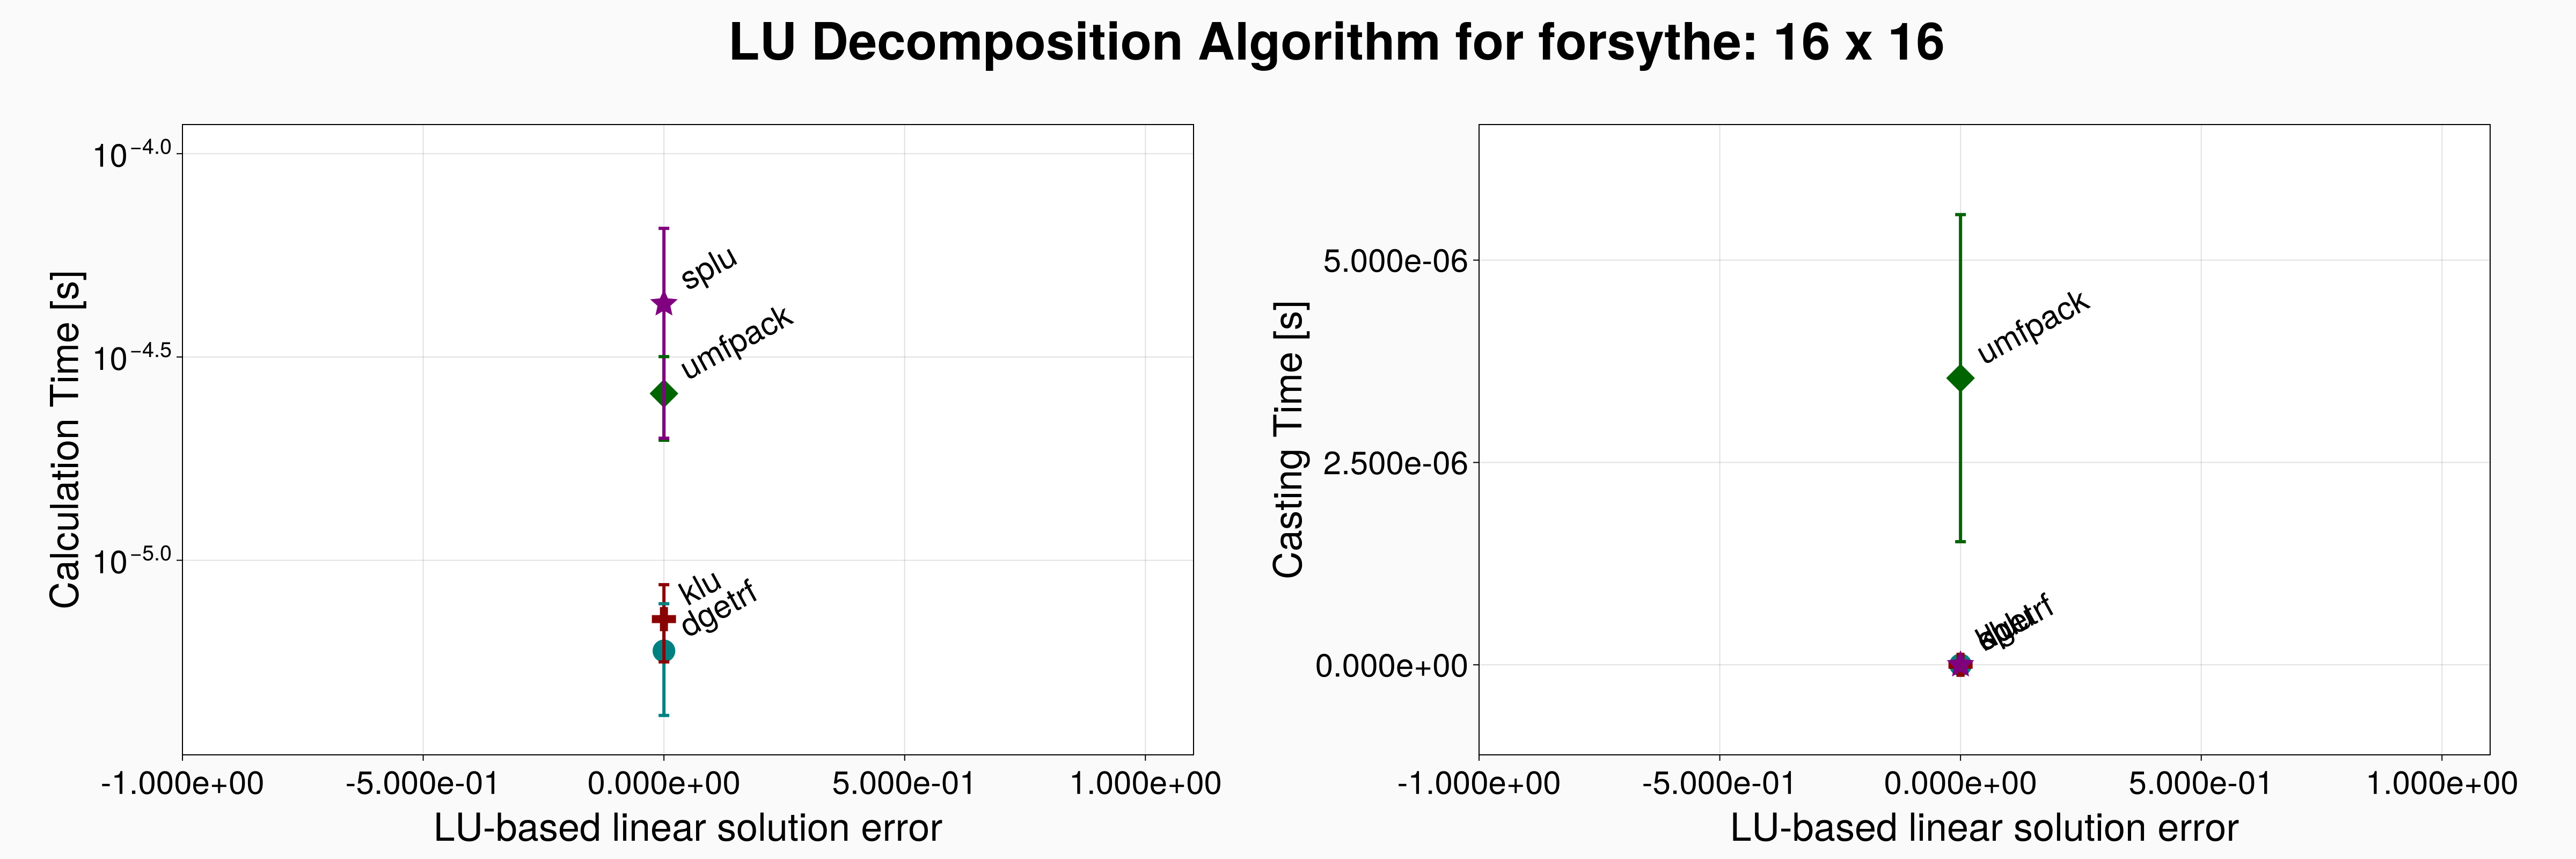 LU Decomposition Algorithm for forsythe: 16 x 16
Calculation Time [s]
10^−4.0
10^−4.5
10^−5.0
splu
umfpack
klu
dgetrf
-1.000e+00 -5.000e-01 0.000e+00 5.000e-01 1.000e+00
LU-based linear solution error
Casting Time [s]
5.000e-06
2.500e-06
0.000e+00
umfpack
dgetrf
klu
splu
-1.000e+00 -5.000e-01 0.000e+00 5.000e-01 1.000e+00
LU-based linear solution error